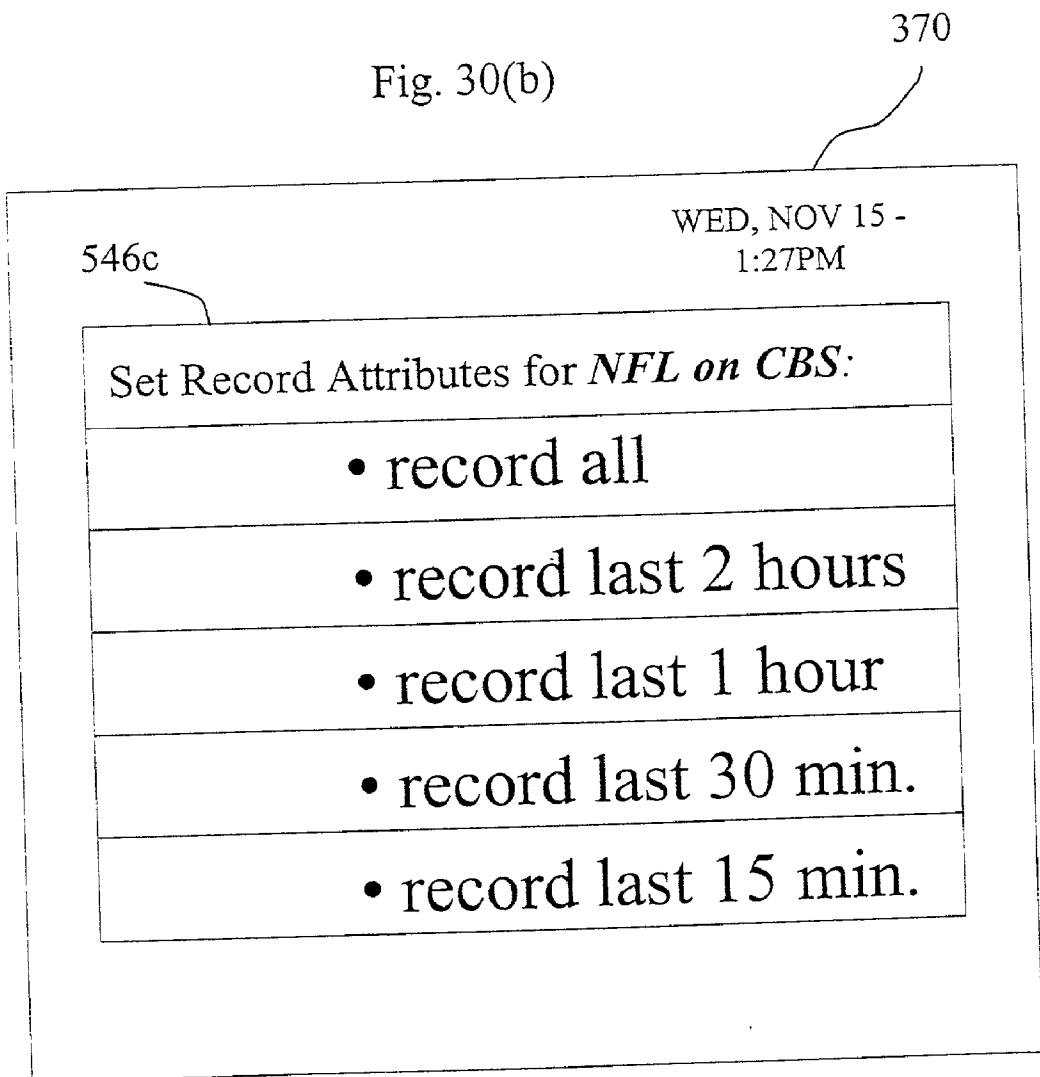 370
Fig. 30(b)
WED, NOV 15 -
1:27PM
546c
Set Record Attributes for NFL on CBS:
• record all
• record last 2 hours
• record last 1 hour
• record last 30 min.
• record last 15 min.